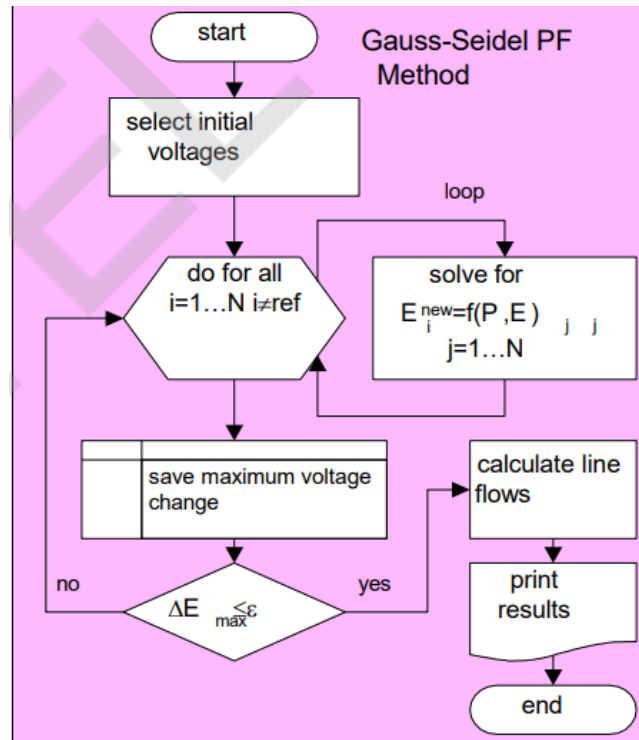 start
Gauss-Seidel PF
Method
select initial
voltages
loop
do for all
i=1...N i≠ref
solve for
E i new=f(P j, E j)
j=1...N
save maximum voltage
change
calculate line
flows
no
yes
ΔE max≤ε
print
results
end